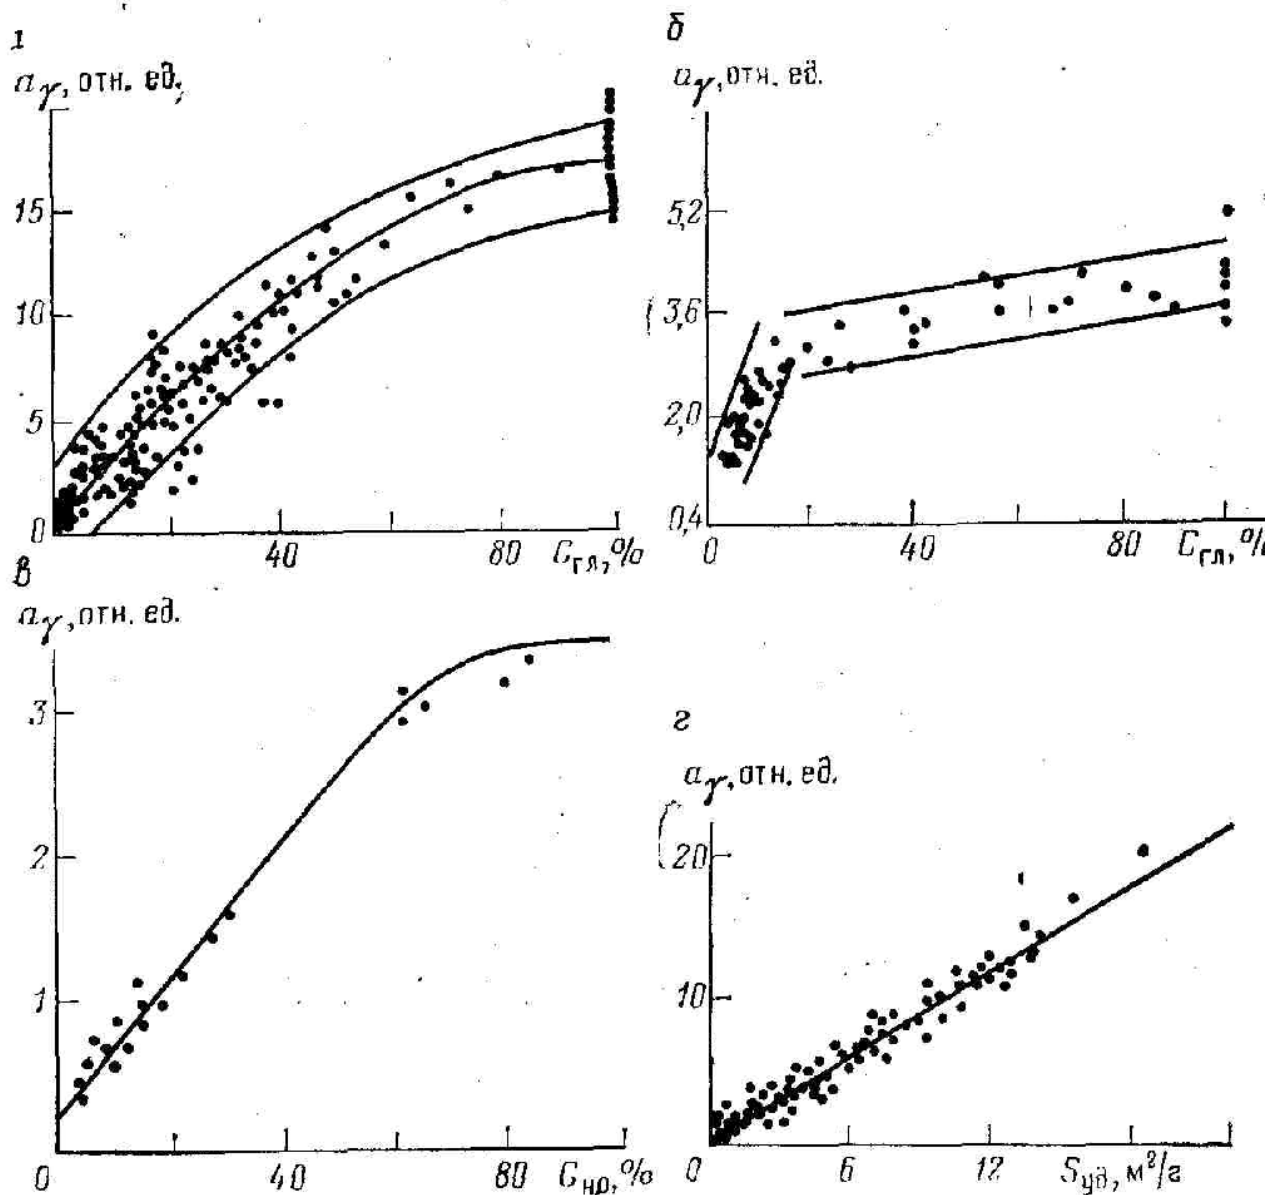 а
a_γ, отн. ед.
15
10
5
0
40
80
C_гл, %
б
a_γ, отн. ед.
5,2
3,6
2,0
0,4
0
40
80
C_гл, %
в
a_γ, отн. ед.
3
2
1
0
40
80
C_нр, %
г
a_γ, отн. ед.
20
10
0
6
12
S_уд, м²/г